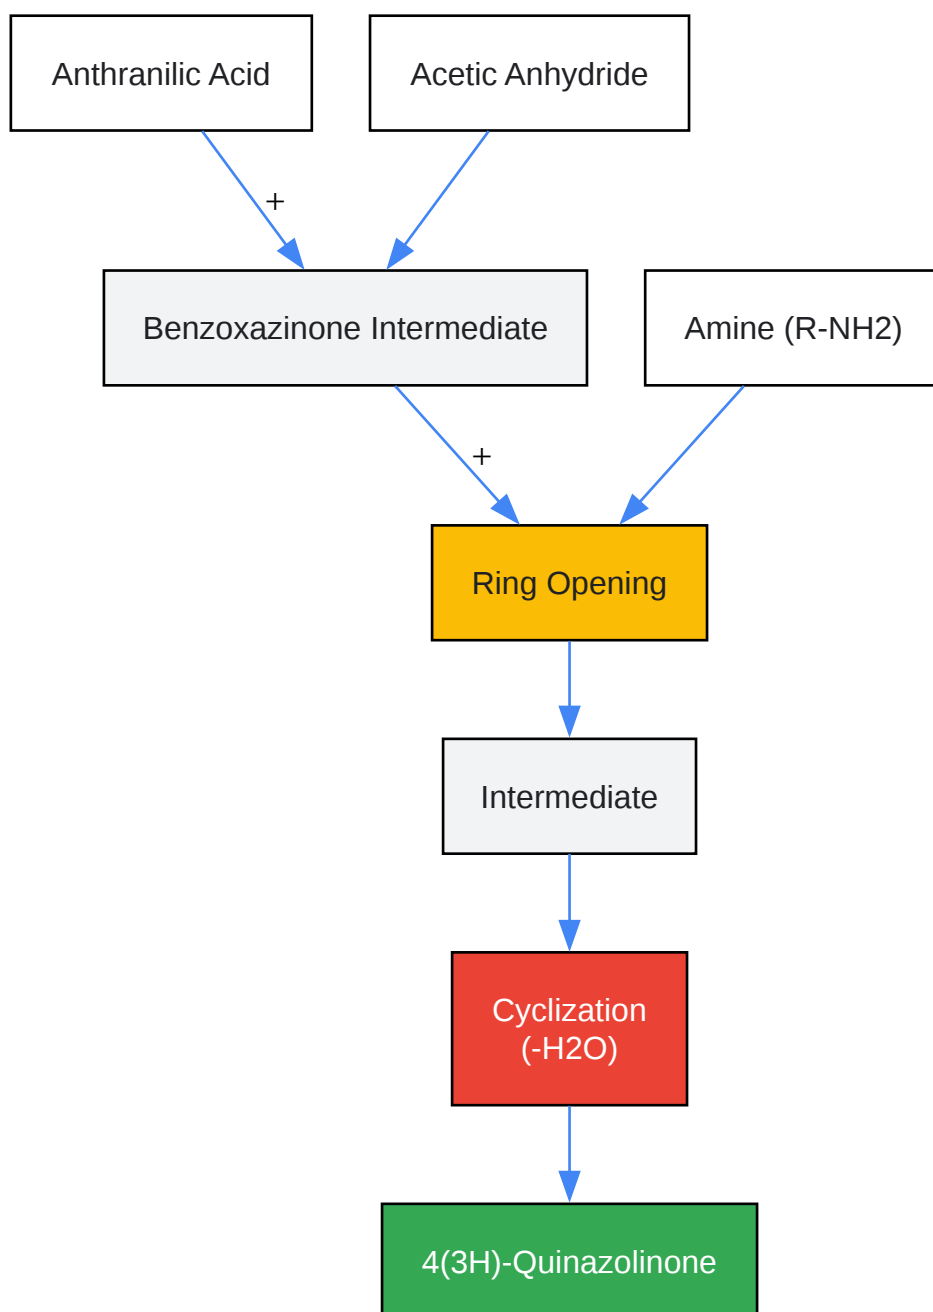 Anthranilic Acid
Acetic Anhydride
+
Benzoxazinone Intermediate
Amine (R-NH2)
+
Ring Opening
Intermediate
Cyclization
(-H2O)
4(3H)-Quinazolinone